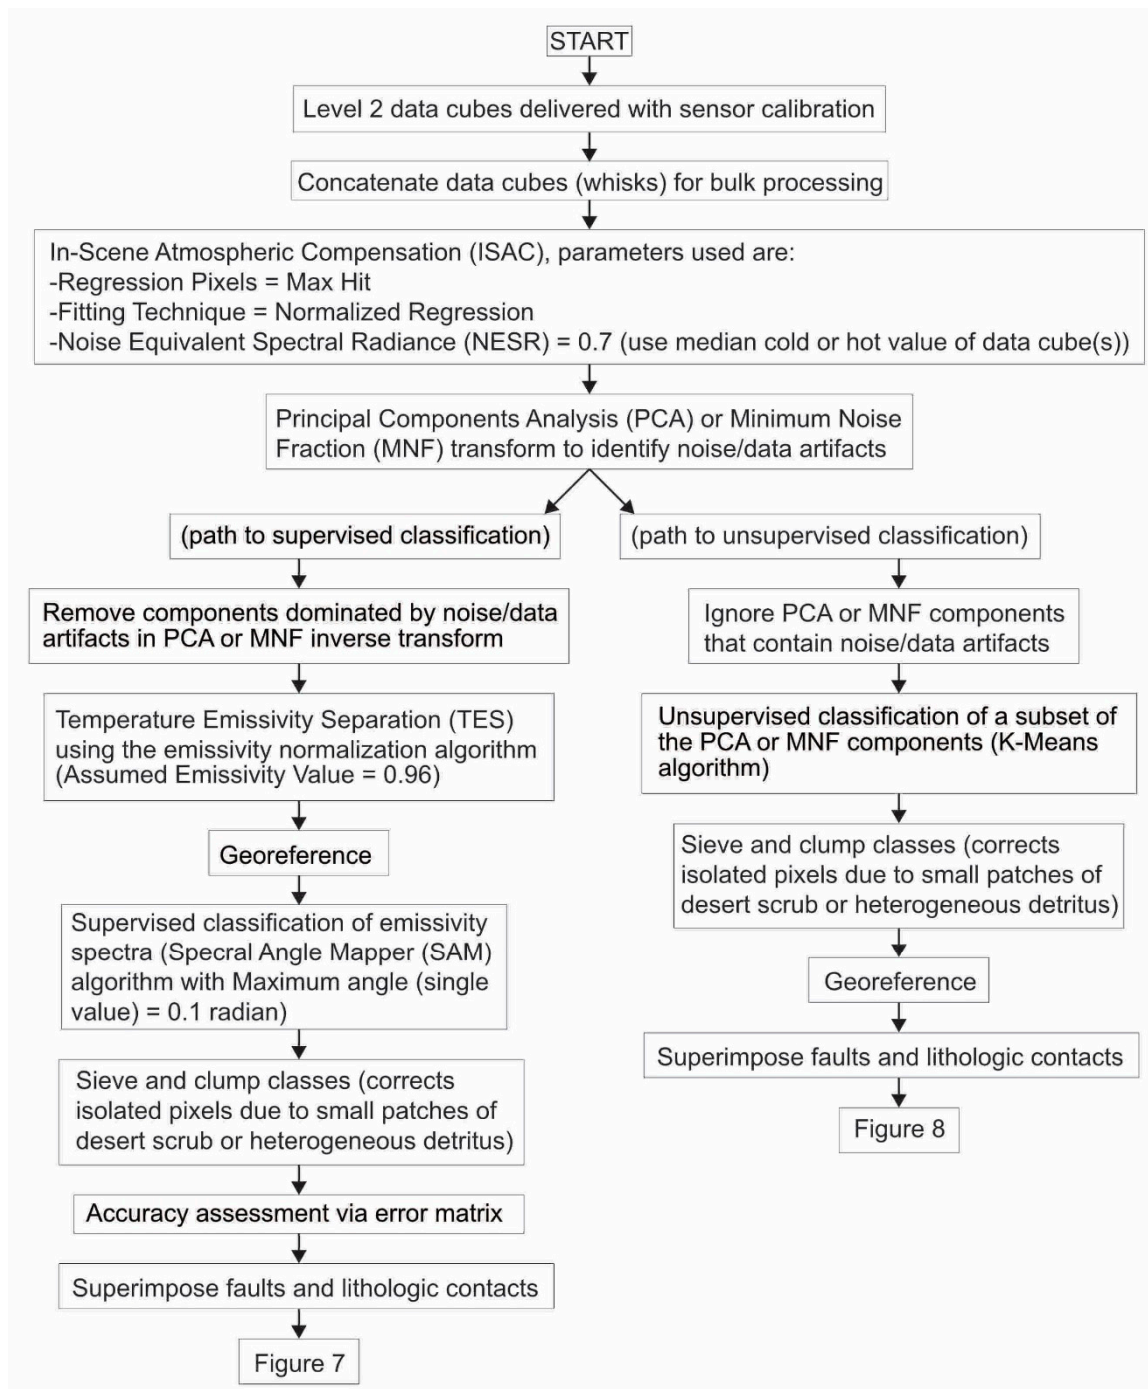 START
Level 2 data cubes delivered with sensor calibration
Concatenate data cubes (whisks) for bulk processing
In-Scene Atmospheric Compensation (ISAC), parameters used are:
-Regression Pixels = Max Hit
-Fitting Technique = Normalized Regression
-Noise Equivalent Spectral Radiance (NESR) = 0.7 (use median cold or hot value of data cube(s))
Principal Components Analysis (PCA) or Minimum Noise
Fraction (MNF) transform to identify noise/data artifacts
(path to supervised classification)
Remove components dominated by noise/data
artifacts in PCA or MNF inverse transform
Temperature Emissivity Separation (TES)
using the emissivity normalization algorithm
(Assumed Emissivity Value = 0.96)
Georeference
Supervised classification of emissivity
spectra (Specral Angle Mapper (SAM)
algorithm with Maximum angle (single
value) = 0.1 radian)
Sieve and clump classes (corrects
isolated pixels due to small patches of
desert scrub or heterogeneous detritus)
Accuracy assessment via error matrix
Superimpose faults and lithologic contacts
Figure 7
(path to unsupervised classification)
Ignore PCA or MNF components
that contain noise/data artifacts
Unsupervised classification of a subset of
the PCA or MNF components (K-Means
algorithm)
Sieve and clump classes (corrects
isolated pixels due to small patches of
desert scrub or heterogeneous detritus)
Georeference
Superimpose faults and lithologic contacts
Figure 8